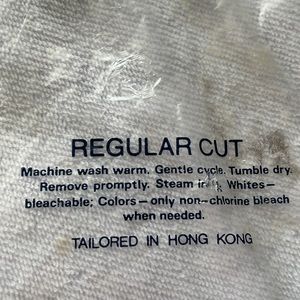 REGULAR CUT
Machine wash warm. Gentle cycle. Tumble dry.
Remove promptly. Steam iron. Whites—
bleachable; Colors—only non-chlorine bleach
when needed.
TAILORED IN HONG KONG